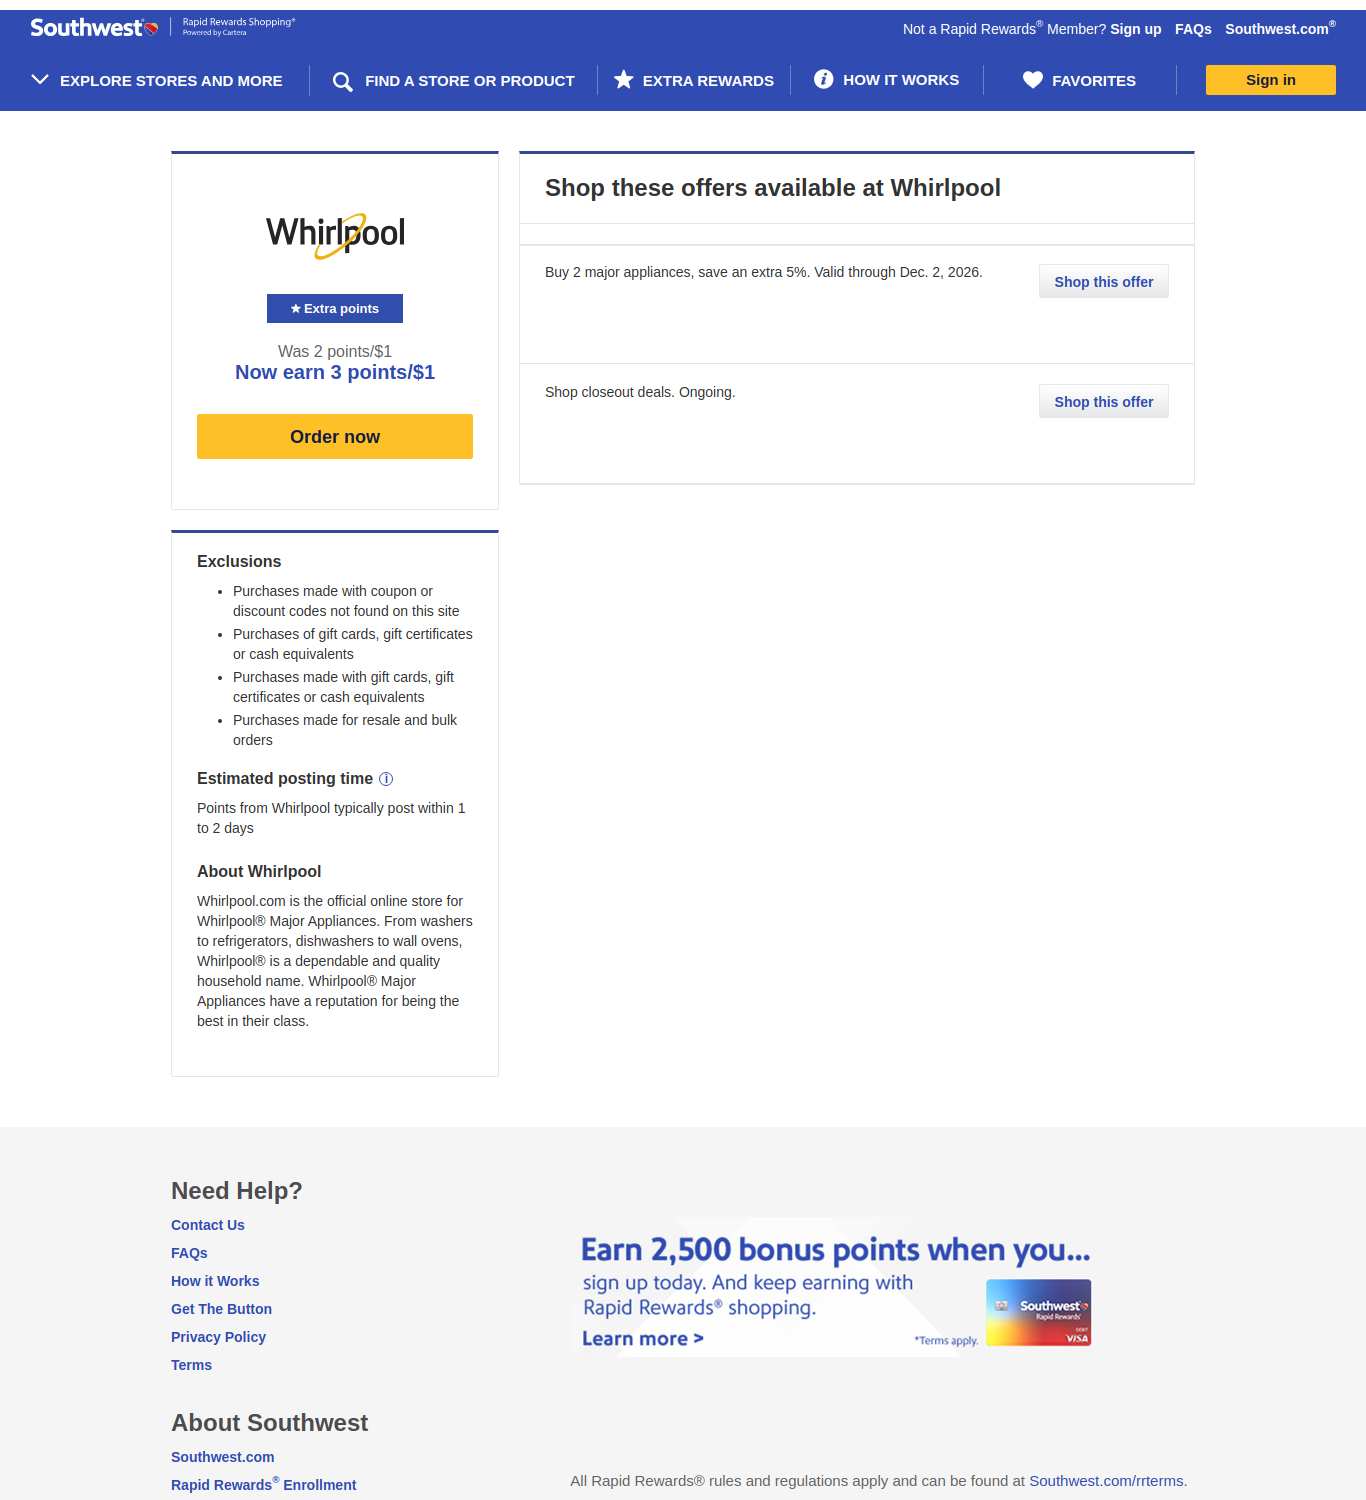 Southwest
Rapid Rewards Shopping®
Powered by Cartera
Not a Rapid Rewards® Member? Sign up FAQs Southwest.com®
EXPLORE STORES AND MORE
FIND A STORE OR PRODUCT
EXTRA REWARDS
HOW IT WORKS
FAVORITES
Sign in
Whirlpool
Extra points
Was 2 points/$1
Now earn 3 points/$1
Order now
Shop these offers available at Whirlpool
Buy 2 major appliances, save an extra 5%. Valid through Dec. 2, 2026.
Shop this offer
Shop closeout deals. Ongoing.
Shop this offer
Exclusions
• Purchases made with coupon or
discount codes not found on this site
• Purchases of gift cards, gift certificates
or cash equivalents
• Purchases made with gift cards, gift
certificates or cash equivalents
• Purchases made for resale and bulk
orders
Estimated posting time
Points from Whirlpool typically post within 1
to 2 days
About Whirlpool
Whirlpool.com is the official online store for
Whirlpool® Major Appliances. From washers
to refrigerators, dishwashers to wall ovens,
Whirlpool® is a dependable and quality
household name. Whirlpool® Major
Appliances have a reputation for being the
best in their class.
Need Help?
Contact Us
FAQs
How it Works
Get The Button
Privacy Policy
Terms
About Southwest
Southwest.com
Rapid Rewards® Enrollment
Earn 2,500 bonus points when you...
sign up today. And keep earning with
Rapid Rewards® shopping.
Learn more >
*Terms apply.
Southwest
Rapid Rewards®
DEBIT
VISA
All Rapid Rewards® rules and regulations apply and can be found at Southwest.com/rrterms.